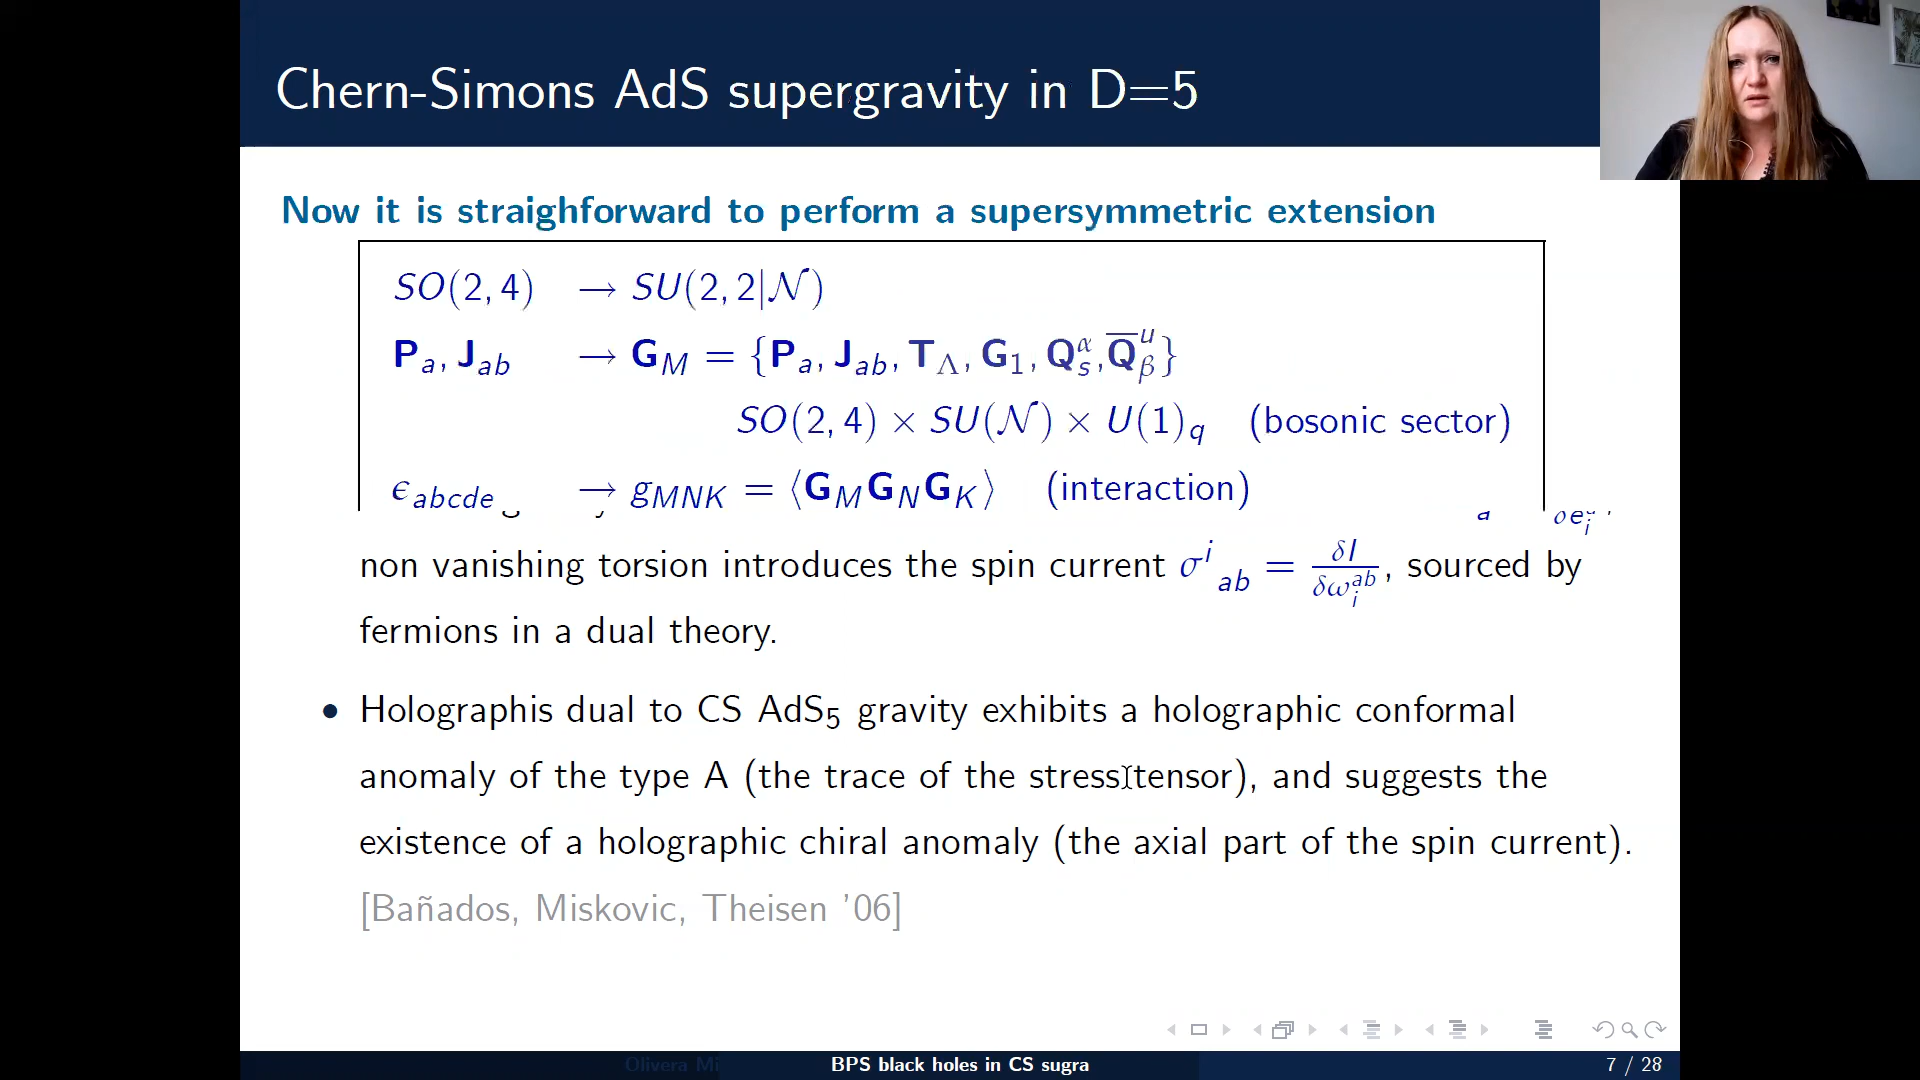 Chern-Simons AdS supergravity in D=5
Now it is straighforward to perform a supersymmetric extension
SO(2, 4) → SU(2, 2|𝒩)
P_a, J_ab → G_M = {P_a, J_ab, T_Λ, G_1, Q^α_s, Q̅^u_β}
SO(2, 4) × SU(𝒩) × U(1)_q (bosonic sector)
ϵ_abcde → g_MNK = ⟨G_M G_N G_K⟩ (interaction)
non vanishing torsion introduces the spin current σ^i_ab = δI/δω^ab_i, sourced by
fermions in a dual theory.
• Holographis dual to CS AdS₅ gravity exhibits a holographic conformal
anomaly of the type A (the trace of the stress tensor), and suggests the
existence of a holographic chiral anomaly (the axial part of the spin current).
[Bañados, Miskovic, Theisen '06]
Olivera Mi BPS black holes in CS sugra 7 / 28